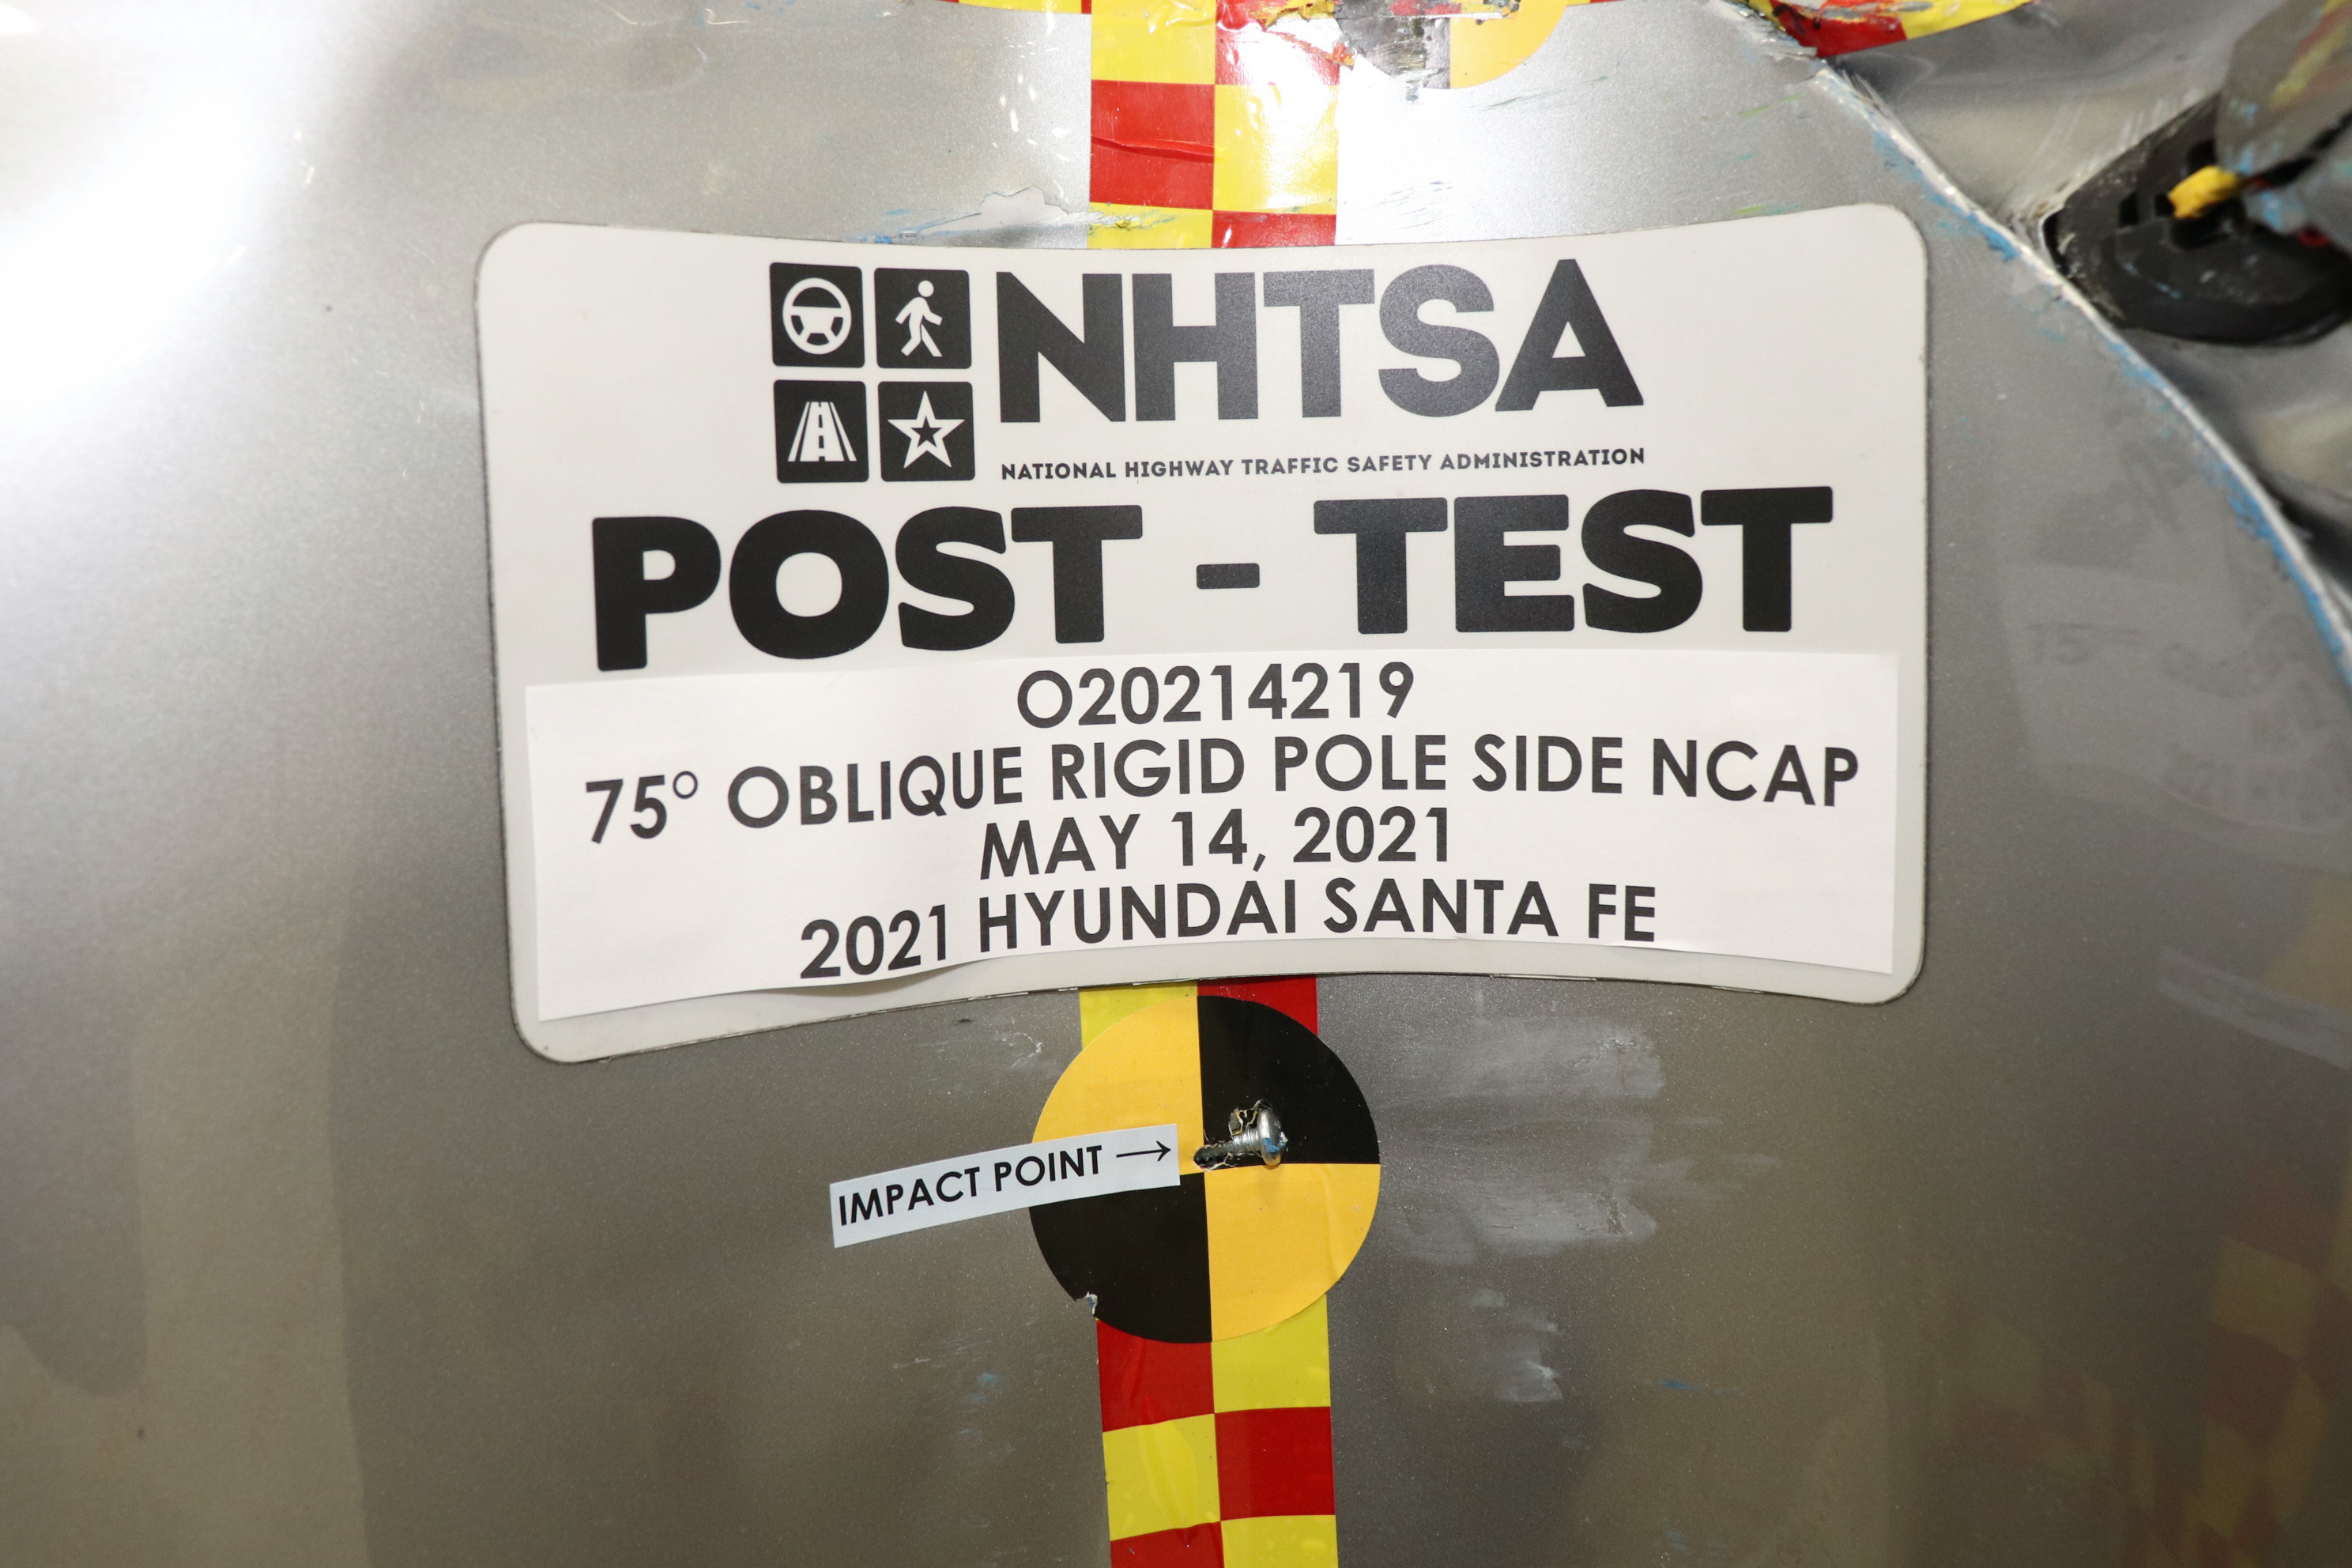 NHTSA
NATIONAL HIGHWAY TRAFFIC SAFETY ADMINISTRATION
POST - TEST
O20214219
75° OBLIQUE RIGID POLE SIDE NCAP
MAY 14, 2021
2021 HYUNDAI SANTA FE
IMPACT POINT →